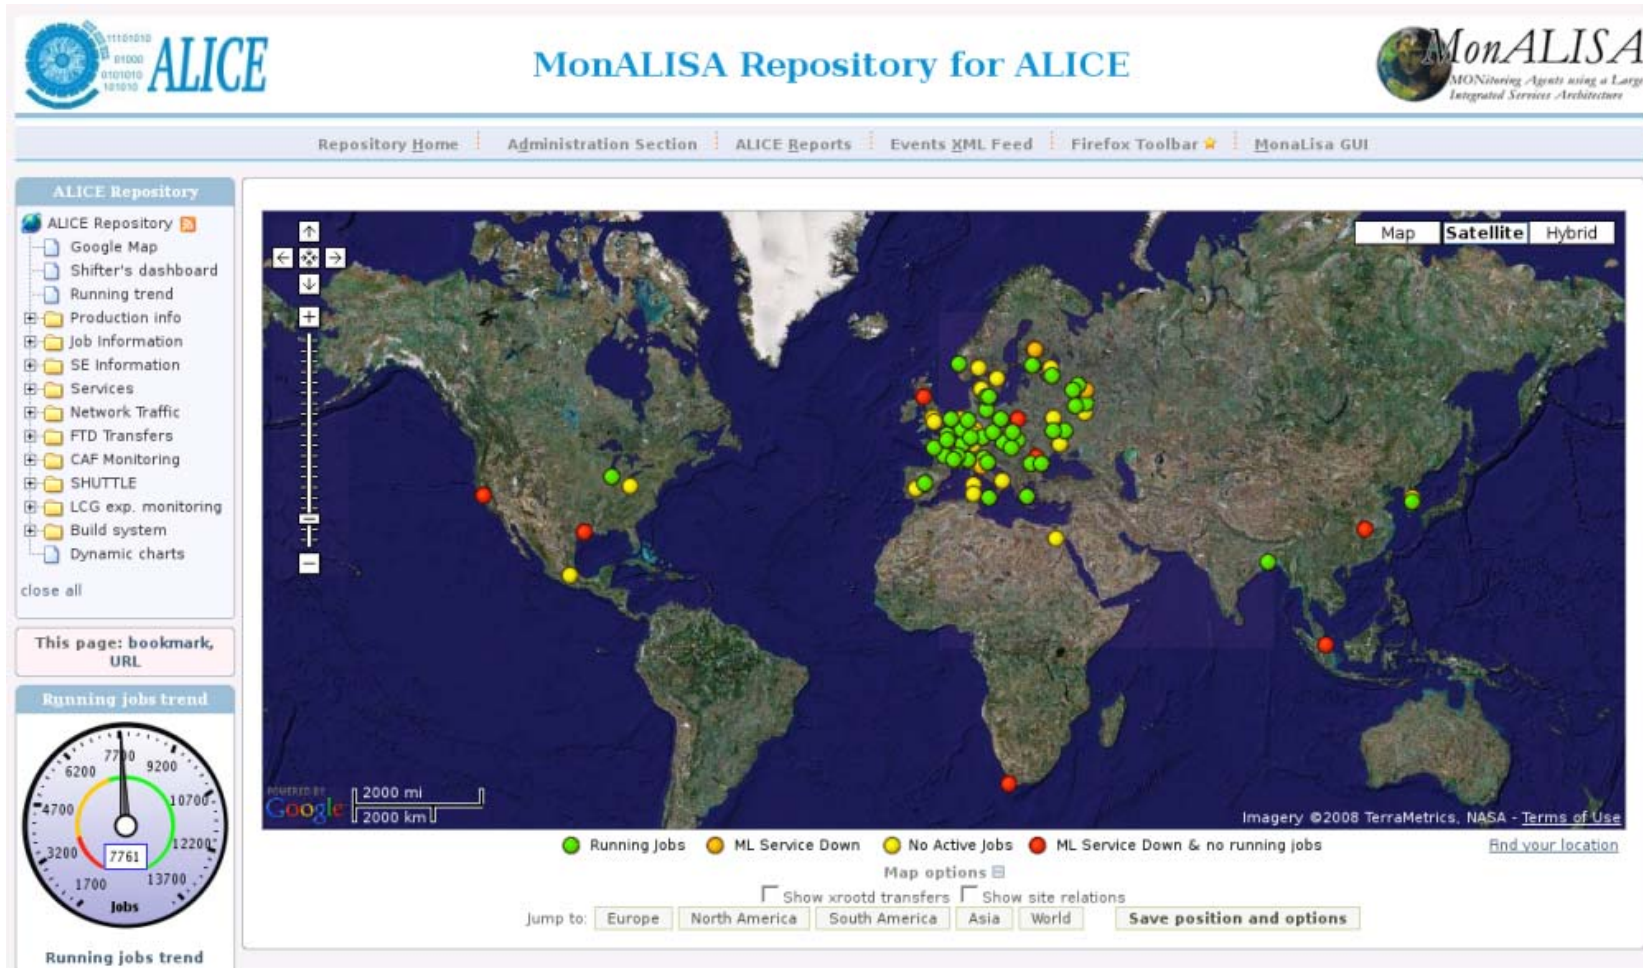 11101010
01000
0101010
101010
ALICE
MonALISA Repository for ALICE
MonALISA
MONitoring Agents using a Large
Integrated Services Architecture
Repository Home
Administration Section
ALICE Reports
Events XML Feed
Firefox Toolbar
MonaLisa GUI
ALICE Repository
ALICE Repository
Google Map
Shifter's dashboard
Running trend
Production info
Job Information
SE Information
Services
Network Traffic
FTD Transfers
CAF Monitoring
SHUTTLE
LCG exp. monitoring
Build system
Dynamic charts
close all
This page: bookmark,
URL
Running jobs trend
1700
3200
4700
6200
7700
9200
10700
12200
13700
7761
Jobs
Running jobs trend
Map
Satellite
Hybrid
POWERED BY
Google
2000 mi
2000 km
Imagery ©2008 TerraMetrics, NASA - Terms of Use
Running Jobs
ML Service Down
No Active Jobs
ML Service Down & no running jobs
Find your location
Map options
Show xrootd transfers
Show site relations
Jump to:
Europe
North America
South America
Asia
World
Save position and options